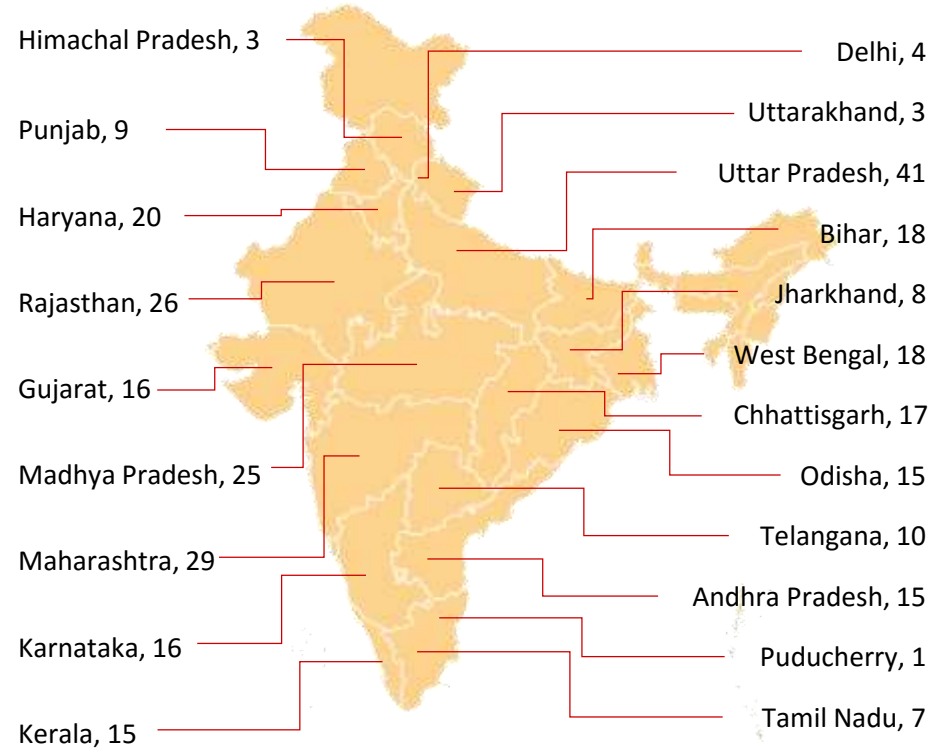 Himachal Pradesh, 3
Punjab, 9
Haryana, 20
Rajasthan, 26
Gujarat, 16
Madhya Pradesh, 25
Maharashtra, 29
Karnataka, 16
Kerala, 15
Delhi, 4
Uttarakhand, 3
Uttar Pradesh, 41
Bihar, 18
Jharkhand, 8
West Bengal, 18
Chhattisgarh, 17
Odisha, 15
Telangana, 10
Andhra Pradesh, 15
Puducherry, 1
Tamil Nadu, 7